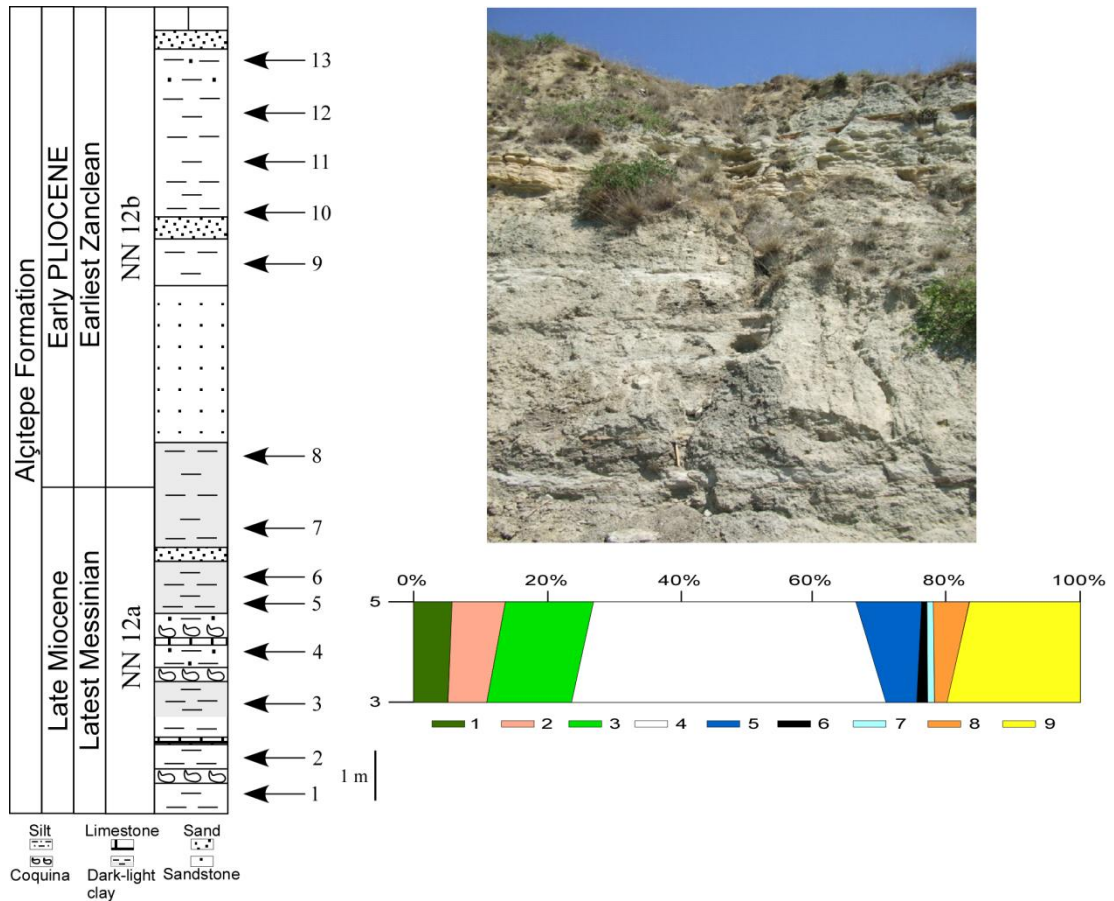 Alçıtepe Formation
Early PLIOCENE
Late Miocene
Earliest Zanclean
Latest Messinian
NN 12b
NN 12a
13
12
11
10
9
8
7
6
5
4
3
2
1
1 m
Silt
Limestone
Sand
Coquina
Dark-light
clay
Sandstone
0% 20% 40% 60% 80% 100%
5
3
1 2 3 4 5 6 7 8 9